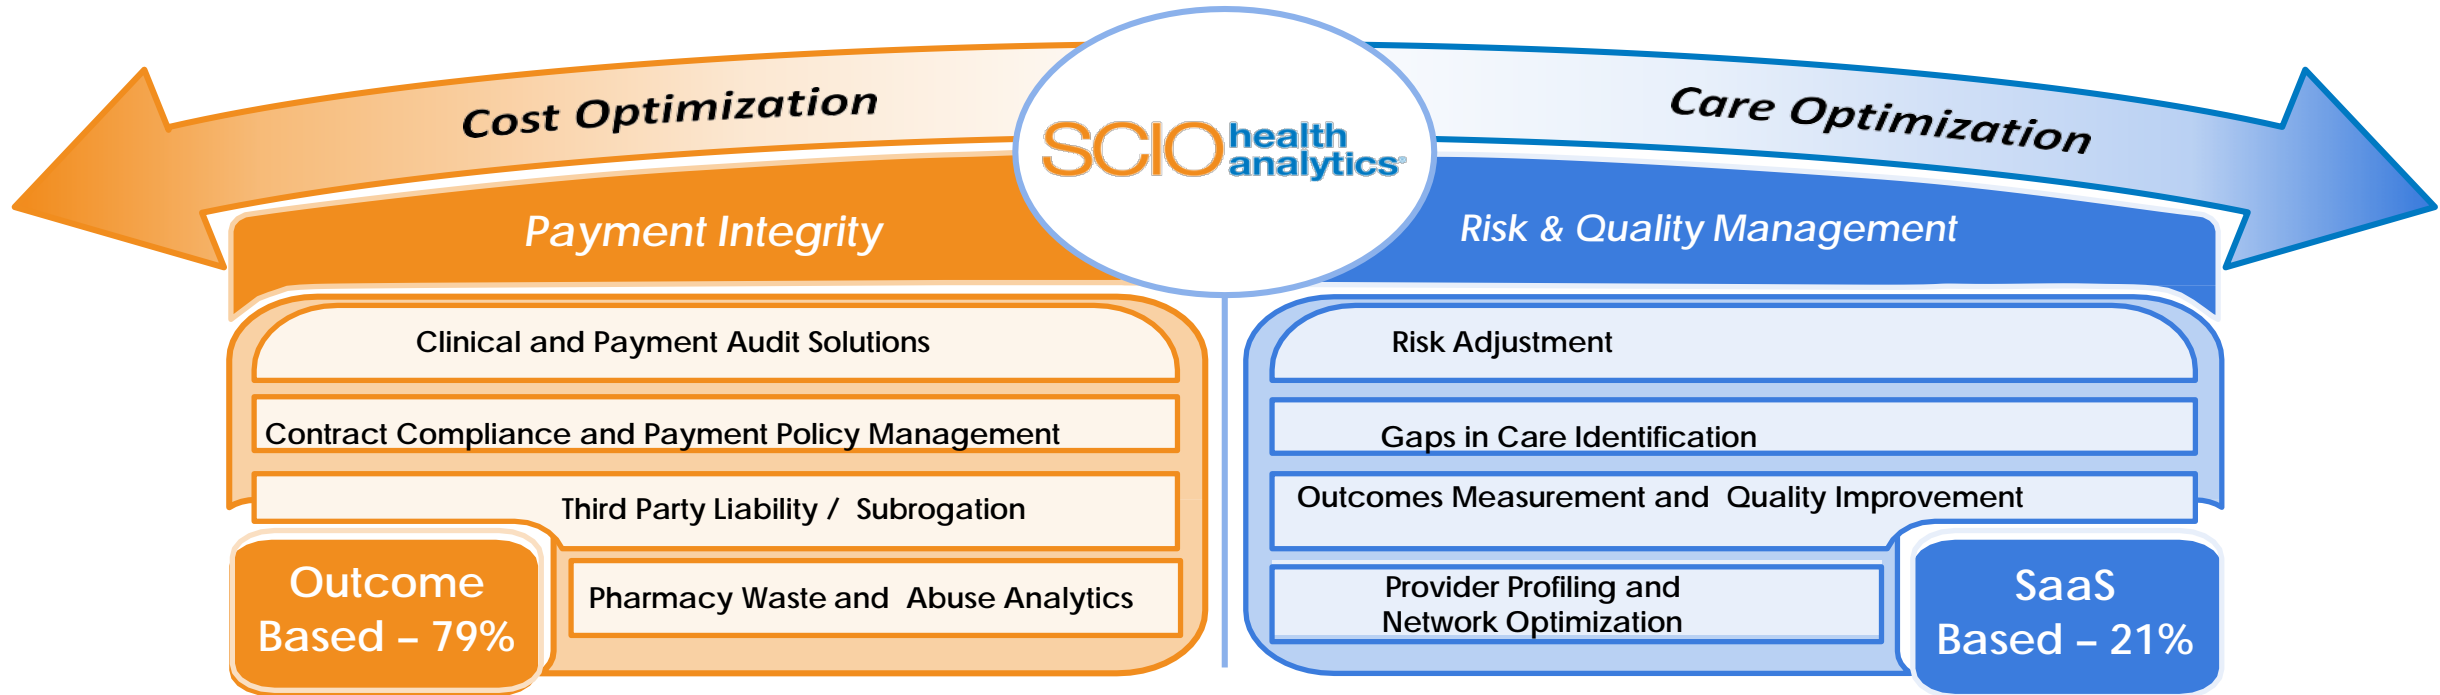 Cost Optimization
Care Optimization
SCIO health
analytics®
Payment Integrity
Risk & Quality Management
Clinical and Payment Audit Solutions
Contract Compliance and Payment Policy Management
Third Party Liability / Subrogation
Pharmacy Waste and Abuse Analytics
Outcome
Based – 79%
Risk Adjustment
Gaps in Care Identification
Outcomes Measurement and Quality Improvement
Provider Profiling and
Network Optimization
SaaS
Based – 21%